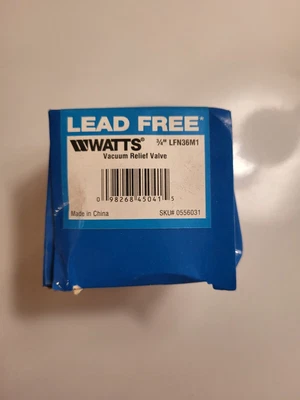 LEAD FREE®
WATTS® ¾" LFN36M1
Vacuum Relief Valve
0 98268 45041 5
Made in China SKU# 0556031